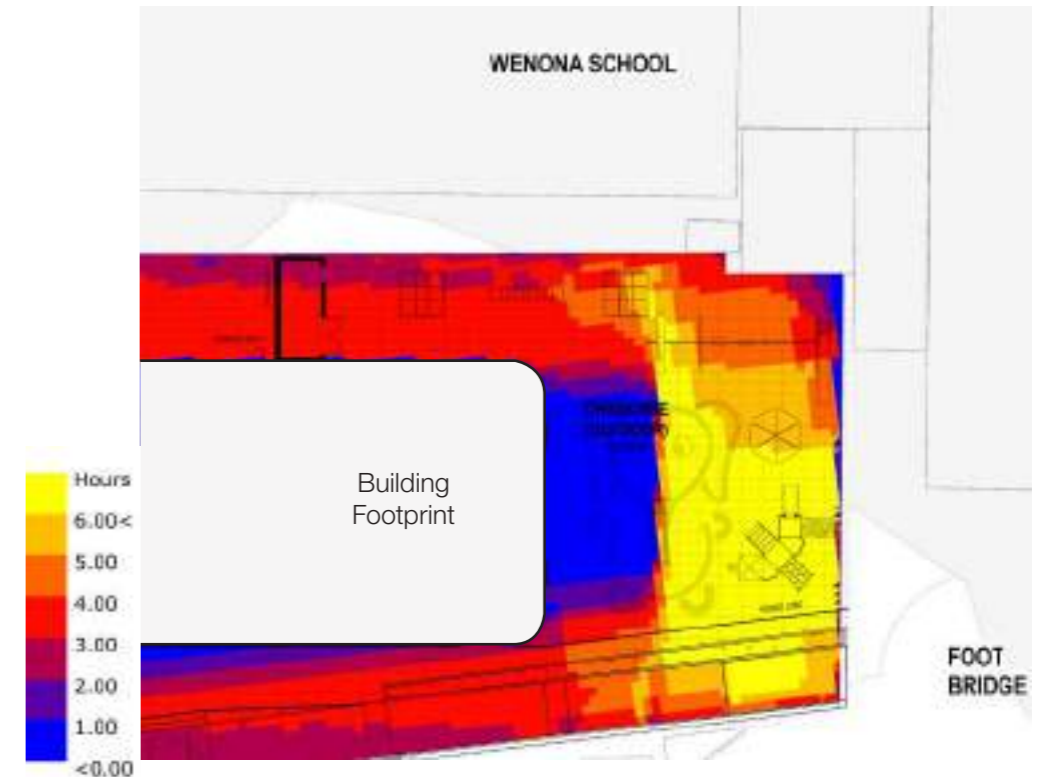 WENONA SCHOOL
(OUTDOOR)
Building
Footprint
Hours
6.00<
5.00
4.00
3.00
2.00
1.00
<0.00
FOOT
BRIDGE